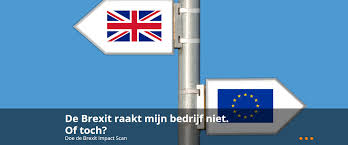 De Brexit raakt mijn bedrijf niet.
Of toch?
Doe de Brexit Impact Scan